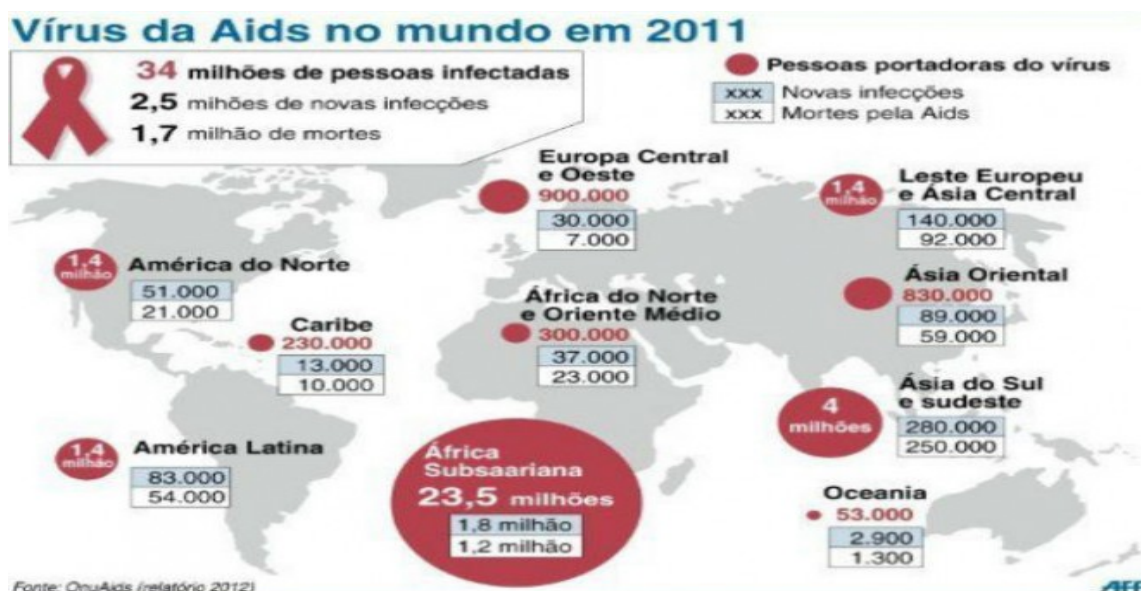 Vírus da Aids no mundo em 2011
34 milhões de pessoas infectadas
2,5 mihões de novas infecções
1,7 milhão de mortes
Pessoas portadoras do vírus
xxx Novas infecções
xxx Mortes pela Aids
Europa Central
e Oeste
900.000
30.000
7.000
1,4
milhão
Leste Europeu
e Ásia Central
140.000
92.000
1,4
milhão
América do Norte
51.000
21.000
Caribe
230.000
13.000
10.000
África do Norte
e Oriente Médio
300.000
37.000
23.000
Ásia Oriental
830.000
89.000
59.000
4
milhões
Ásia do Sul
e sudeste
280.000
250.000
1,4
milhão
América Latina
83.000
54.000
África
Subsaariana
23,5 milhões
1,8 milhão
1,2 milhão
Oceania
53.000
2.900
1.300
Fonte: OnuAids (relatório 2012)
AFP